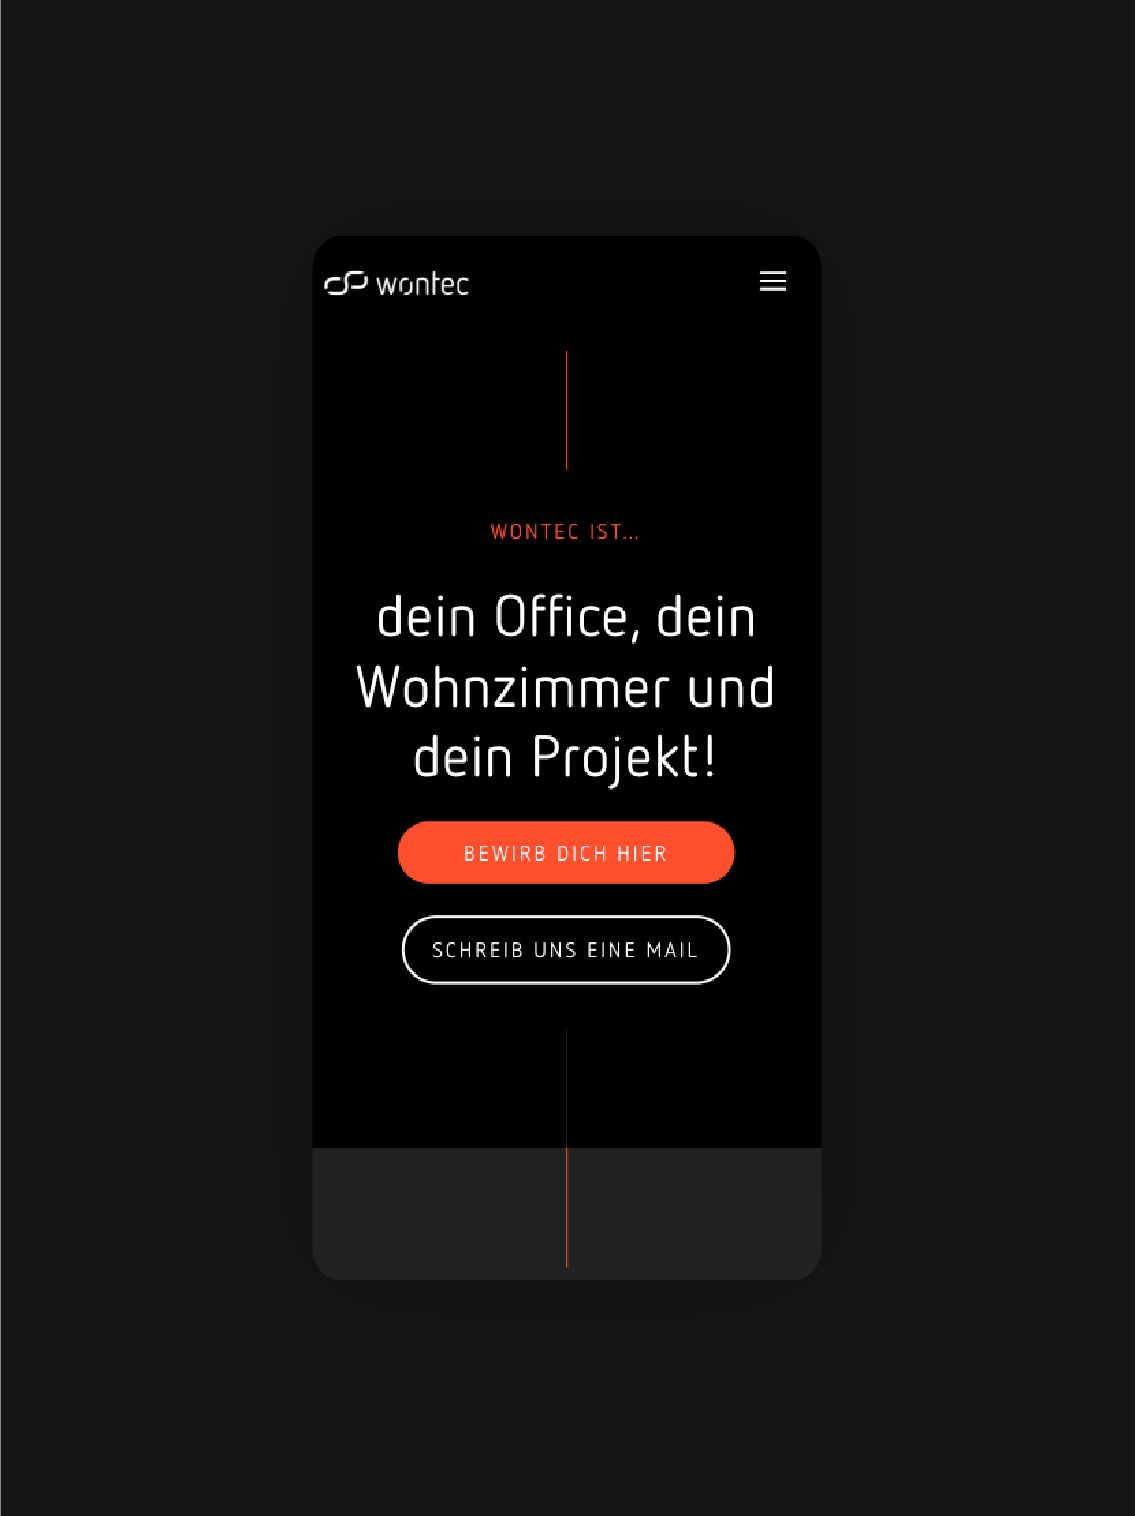 wontec
WONTEC IST...
dein Office, dein
Wohnzimmer und
dein Projekt!
BEWIRB DICH HIER
SCHREIB UNS EINE MAIL